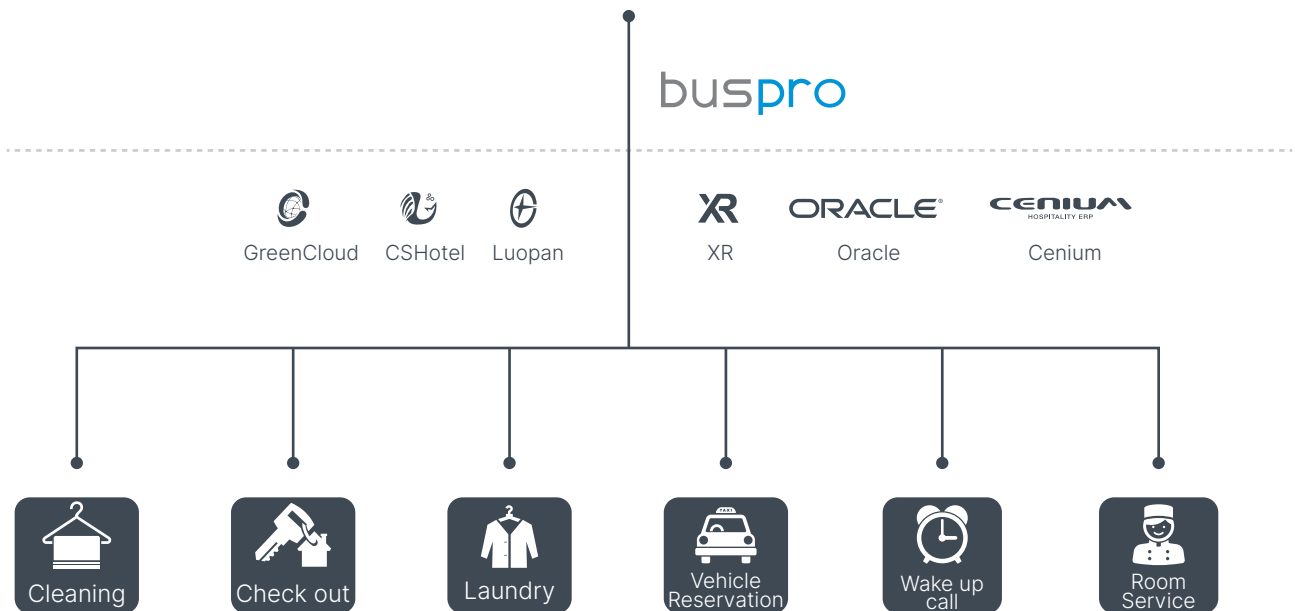 buspro
XR ORACLE® CENIUM
HOSPITALITY ERP
GreenCloud CSHotel Luopan XR Oracle Cenium
TAXI
Cleaning
Check out
Laundry
Vehicle
Reservation
Wake up
call
Room
Service